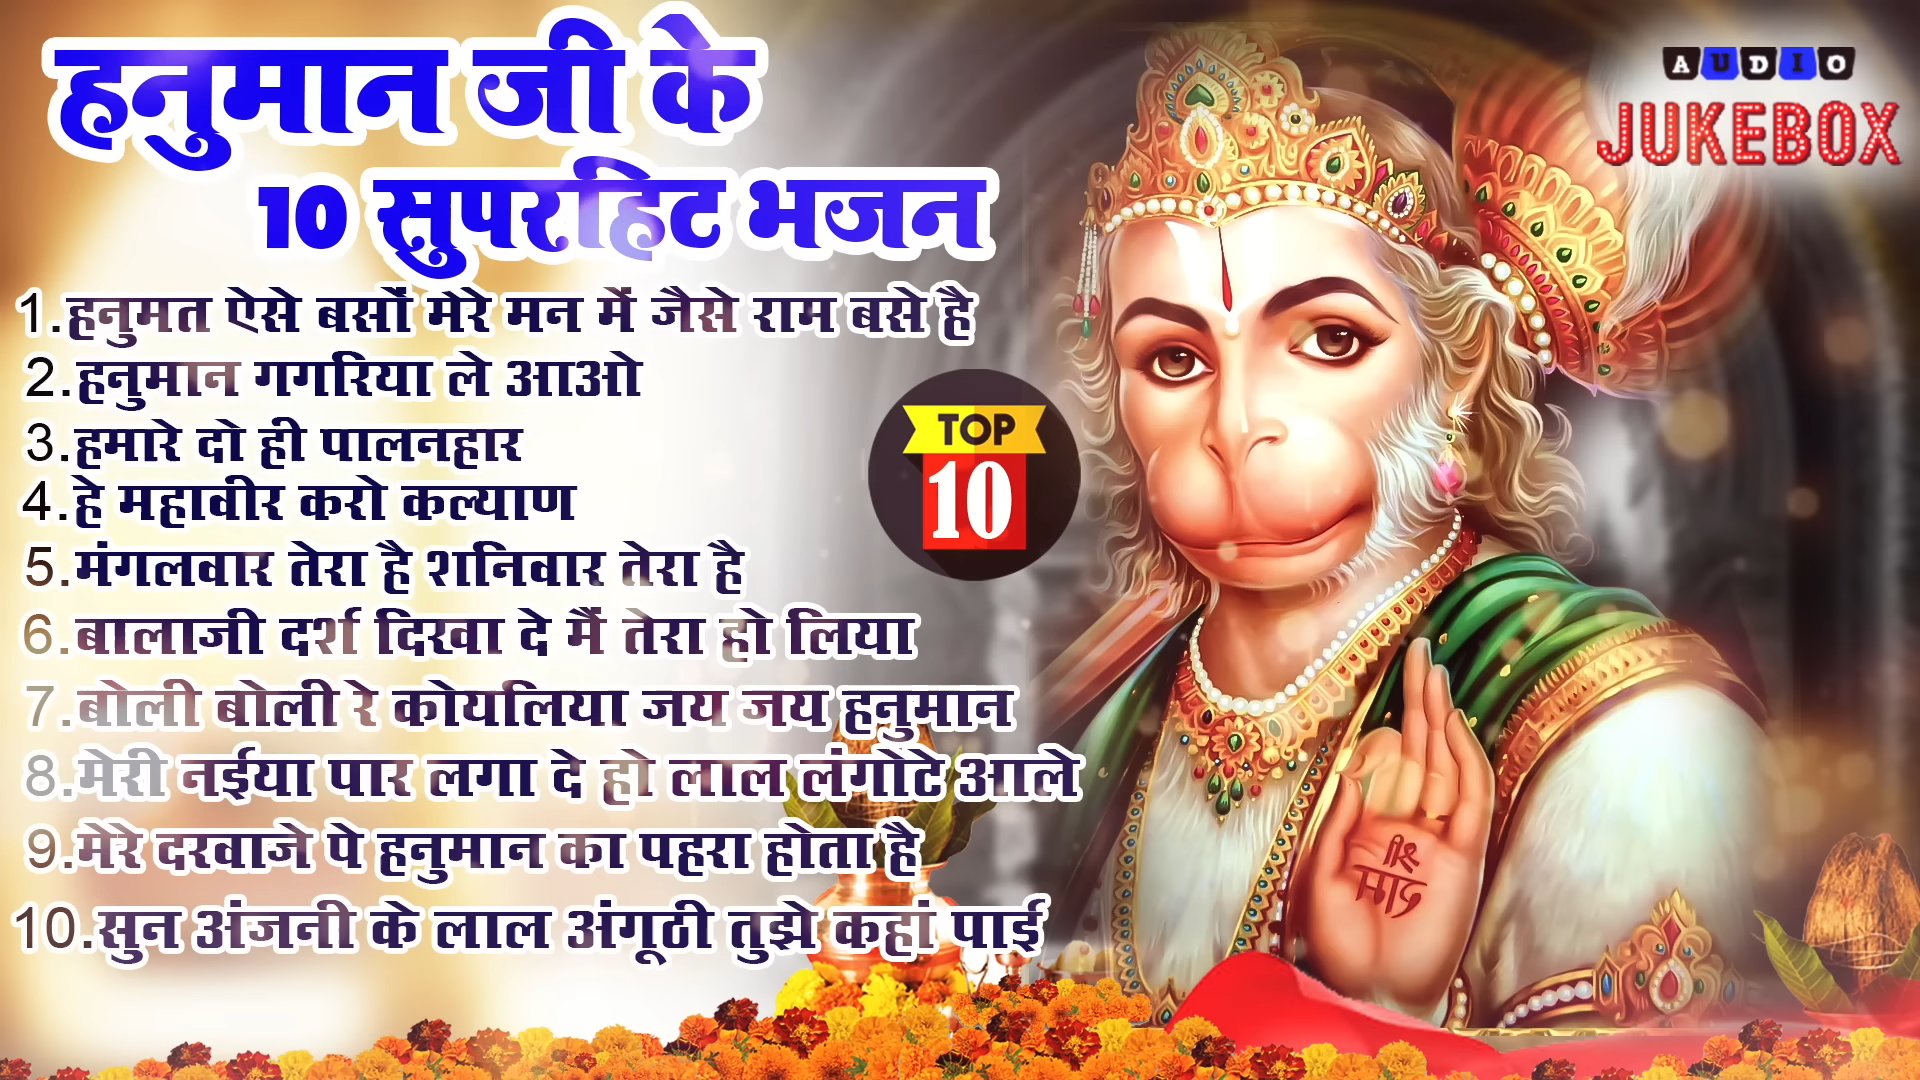 हनुमान जी के
10 सुपरहिट भजन
AUDIO
JUKEBOX
1.हनुमत ऐसे बसों मेरे मन में जैसे राम बसे है
2.हनुमान गगरिया ले आओ
3.हमारे दो ही पालनहार
4.हे महावीर करो कल्याण
5.मंगलवार तेरा है शनिवार तेरा है
6.बालाजी दर्श दिखा दे मैं तेरा हो लिया
7.बोली बोली रे कोयलिया जय जय हनुमान
8.मेरी नईया पार लगा दे हो लाल लंगोटे आले
9.मेरे दरवाजे पे हनुमान का पहरा होता है
10.सुन अंजनी के लाल अंगूठी तुझे कहां पाई
TOP
10